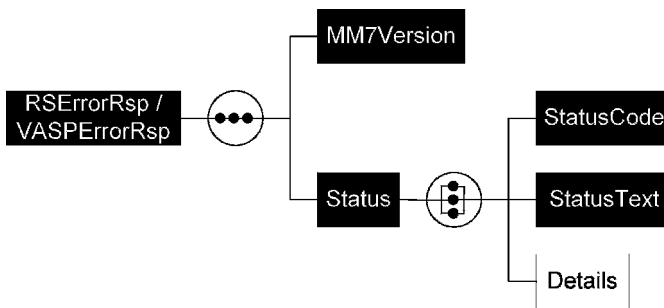 MM7Version
RSErrorRsp /
VASPErrorRsp
StatusCode
Status
StatusText
Details